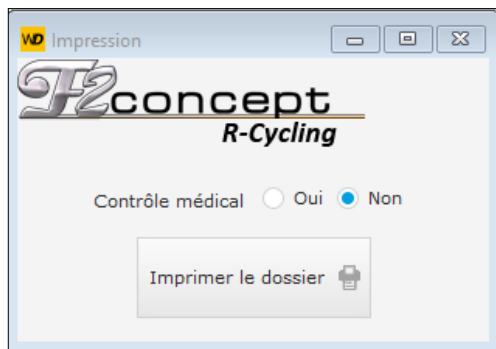 WD Impression
F2concept
R-Cycling
Contrôle médical Oui Non
Imprimer le dossier